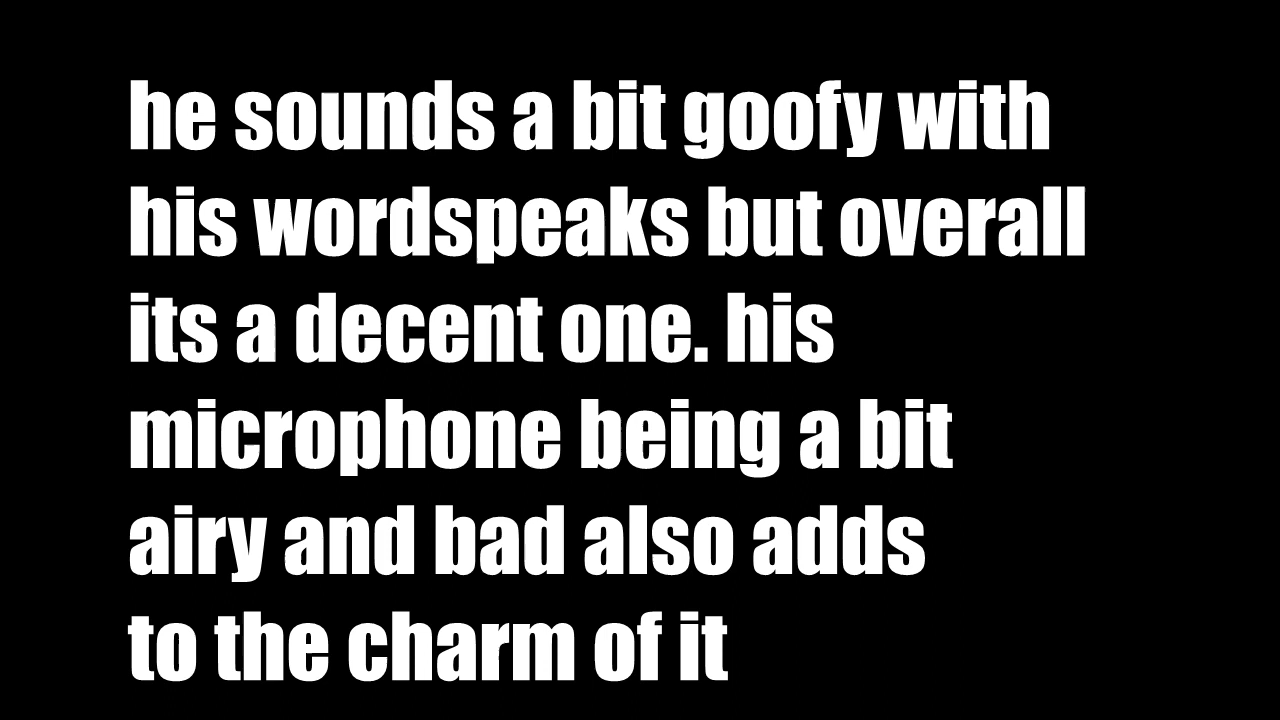 he sounds a bit goofy with
his wordspeaks but overall
its a decent one. his
microphone being a bit
airy and bad also adds
to the charm of it